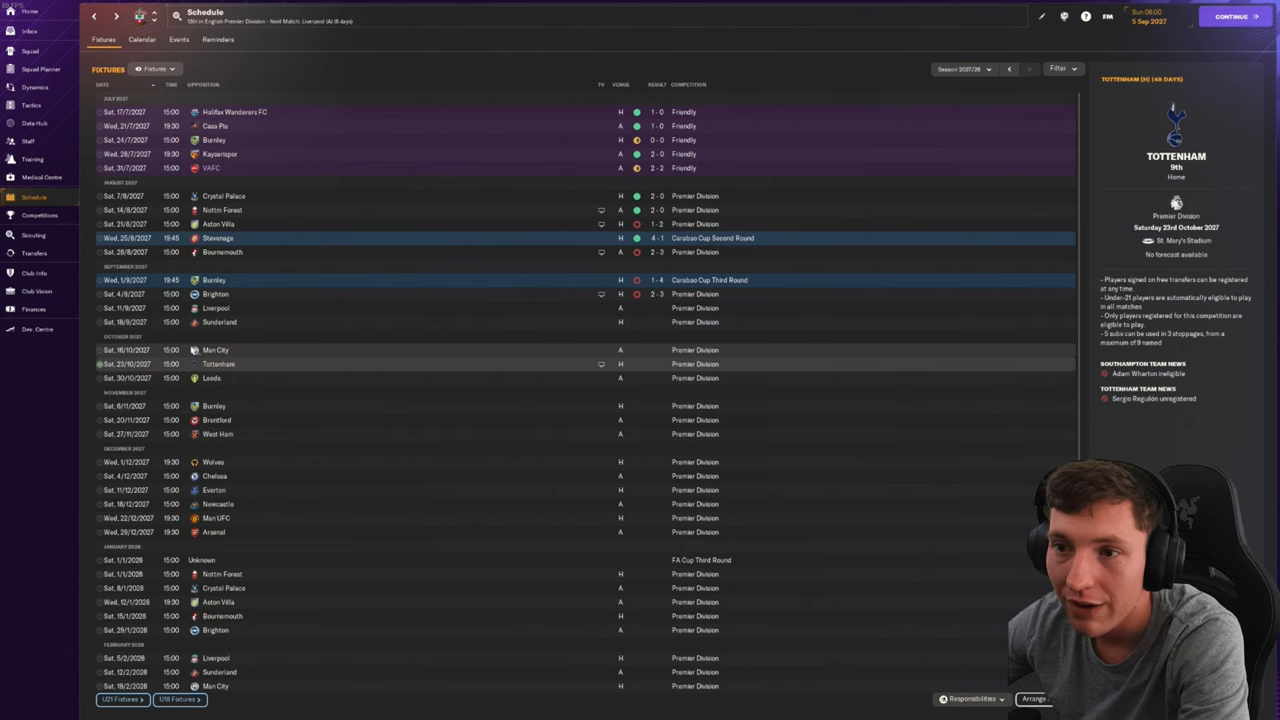 Home
Inbox
Squad
Squad Planner
Dynamics
Tactics
Data Hub
Staff
Training
Medical Centre
Schedule
Competitions
Scouting
Transfers
Club Info
Club Vision
Finances
Dev. Centre
Schedule
13th in English Premier Division - Next Match: Liverpool (A) (6 days)
FM
Sun 08:00
5 Sep 2027
CONTINUE
Fixtures Calendar Events Reminders
FIXTURES Fixtures
Season 2027/28 Filter
DATE TIME OPPOSITION TV VENUE RESULT COMPETITION
JULY 2027
Sat, 17/7/2027 15:00 Halifax Wanderers FC H 1 - 0 Friendly
Wed, 21/7/2027 19:30 Casa Pia A 1 - 0 Friendly
Sat, 24/7/2027 15:00 Burnley H 0 - 0 Friendly
Wed, 28/7/2027 19:30 Kayserispor A 2 - 0 Friendly
Sat, 31/7/2027 15:00 VAFC A 2 - 2 Friendly
AUGUST 2027
Sat, 7/8/2027 15:00 Crystal Palace H 2 - 0 Premier Division
Sat, 14/8/2027 15:00 Nottm Forest A 2 - 0 Premier Division
Sat, 21/8/2027 15:00 Aston Villa H 1 - 2 Premier Division
Wed, 25/8/2027 19:45 Stevenage H 4 - 1 Carabao Cup Second Round
Sat, 28/8/2027 15:00 Bournemouth A 2 - 3 Premier Division
SEPTEMBER 2027
Wed, 1/9/2027 19:45 Burnley H 1 - 4 Carabao Cup Third Round
Sat, 4/9/2027 15:00 Brighton H 2 - 3 Premier Division
Sat, 11/9/2027 15:00 Liverpool A Premier Division
Sat, 18/9/2027 15:00 Sunderland H Premier Division
OCTOBER 2027
Sat, 16/10/2027 15:00 Man City A Premier Division
Sat, 23/10/2027 15:00 Tottenham H Premier Division
Sat, 30/10/2027 15:00 Leeds A Premier Division
NOVEMBER 2027
Sat, 6/11/2027 15:00 Burnley H Premier Division
Sat, 20/11/2027 15:00 Brentford A Premier Division
Sat, 27/11/2027 15:00 West Ham A Premier Division
DECEMBER 2027
Wed, 1/12/2027 19:30 Wolves H Premier Division
Sat, 4/12/2027 15:00 Chelsea A Premier Division
Sat, 11/12/2027 15:00 Everton H Premier Division
Sat, 18/12/2027 15:00 Newcastle A Premier Division
Wed, 22/12/2027 19:30 Man UFC H Premier Division
Wed, 29/12/2027 19:30 Arsenal A Premier Division
JANUARY 2028
Sat, 1/1/2028 15:00 Unknown FA Cup Third Round
Sat, 1/1/2028 15:00 Nottm Forest H Premier Division
Sat, 8/1/2028 15:00 Crystal Palace A Premier Division
Wed, 12/1/2028 19:30 Aston Villa A Premier Division
Sat, 15/1/2028 15:00 Bournemouth H Premier Division
Sat, 29/1/2028 15:00 Brighton A Premier Division
FEBRUARY 2028
Sat, 5/2/2028 15:00 Liverpool H Premier Division
Sat, 12/2/2028 15:00 Sunderland A Premier Division
Sat, 19/2/2028 15:00 Man City H Premier Division
U21 Fixtures > U18 Fixtures >
Responsibilities Arrange
TOTTENHAM (H) (48 DAYS)
TOTTENHAM
9th
Home
Premier Division
Saturday 23rd October 2027
St. Mary's Stadium
No forecast available
- Players signed on free transfers can be registered
at any time.
- Under-21 players are automatically eligible to play
in all matches
- Only players registered for this competition are
eligible to play.
- 5 subs can be used in 3 stoppages, from a
maximum of 9 named
SOUTHAMPTON TEAM NEWS
Adam Wharton ineligible
TOTTENHAM TEAM NEWS
Sergio Reguilón unregistered